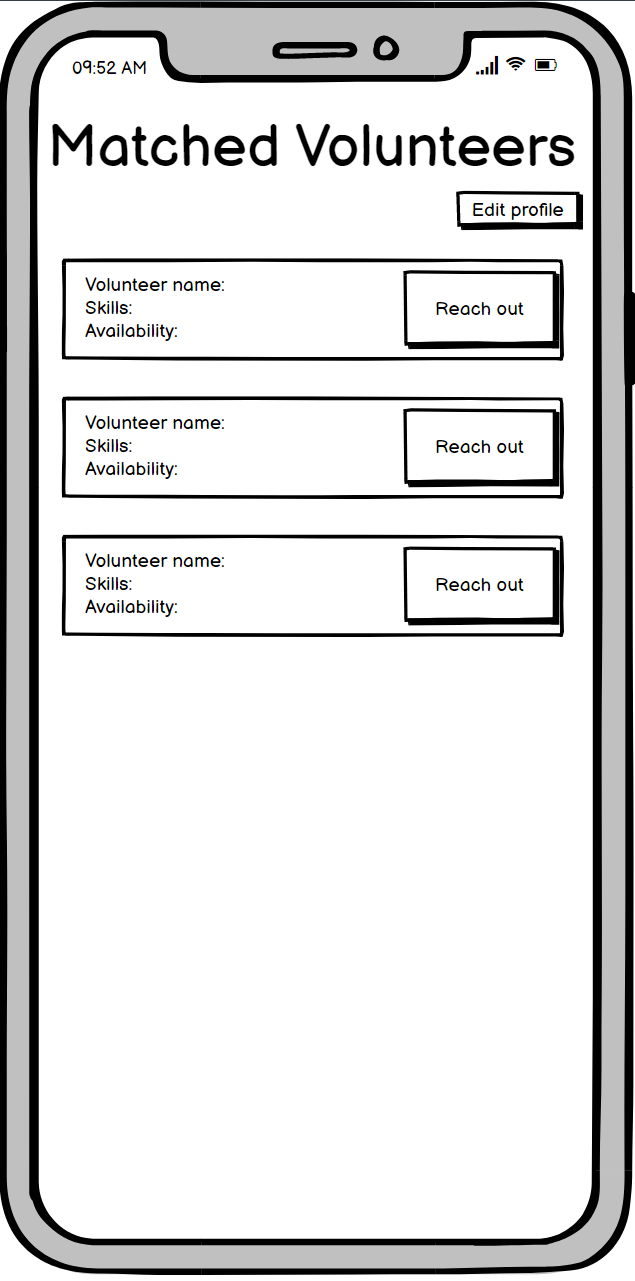 09:52 AM
Matched Volunteers
Edit profile
Volunteer name:
Skills:
Availability:
Reach out
Volunteer name:
Skills:
Availability:
Reach out
Volunteer name:
Skills:
Availability:
Reach out